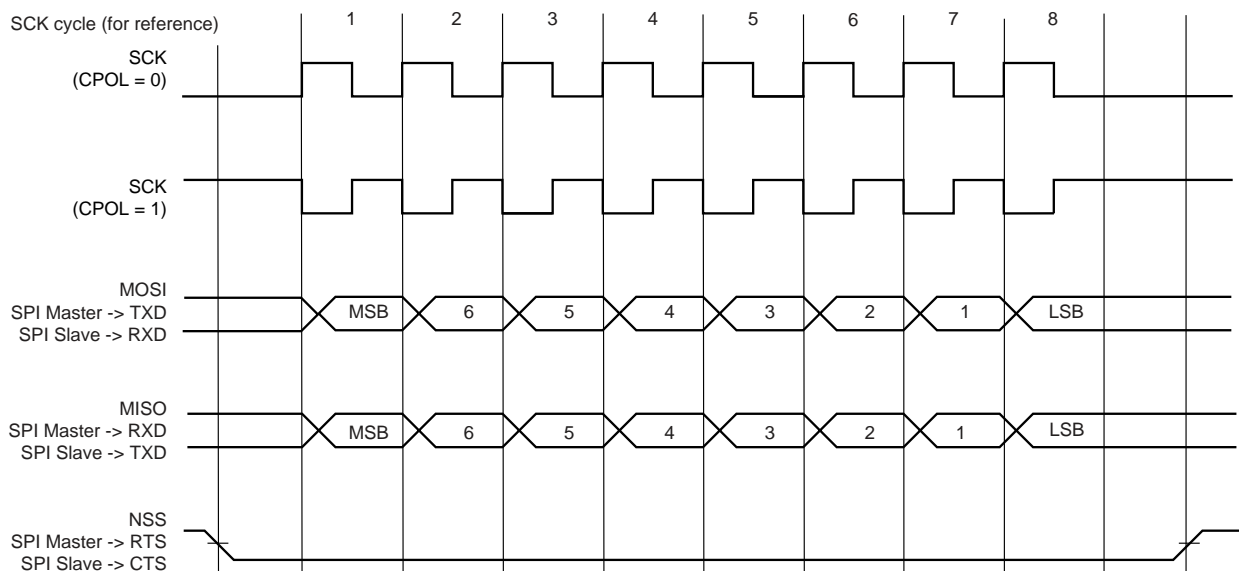 SCK cycle (for reference)
1 2 3 4 5 6 7 8
SCK
(CPOL = 0)
SCK
(CPOL = 1)
MOSI
SPI Master -> TXD
SPI Slave -> RXD
MSB 6 5 4 3 2 1 LSB
MISO
SPI Master -> RXD
SPI Slave -> TXD
MSB 6 5 4 3 2 1 LSB
NSS
SPI Master -> RTS
SPI Slave -> CTS